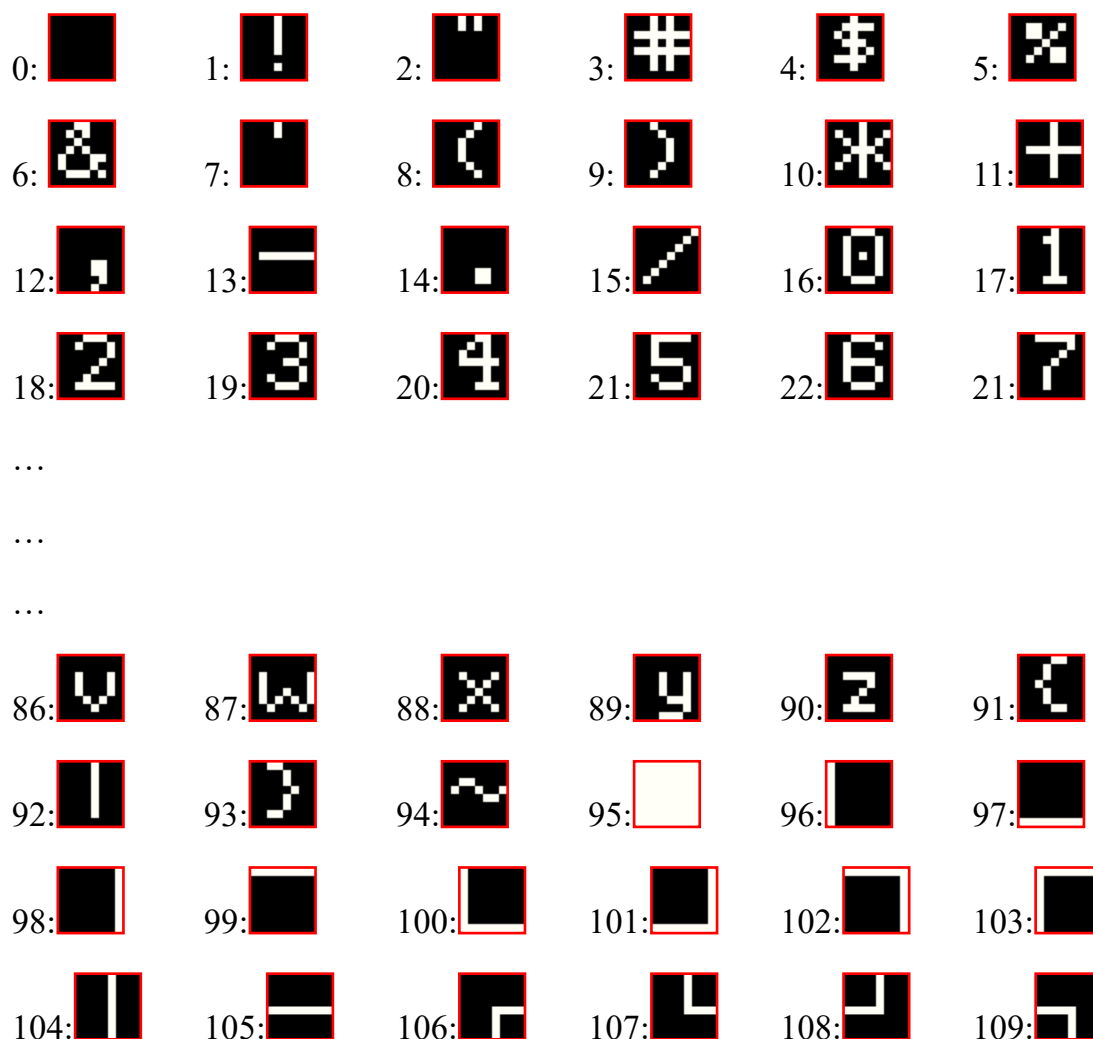 0: 1: ! 2: " 3: # 4: $ 5: %
6: & 7: ' 8: ( 9: ) 10: * 11: +
12: , 13: - 14: . 15: / 16: 0 17: 1
18: 2 19: 3 20: 4 21: 5 22: 6 21: 7
…
…
…
86: v 87: w 88: x 89: y 90: z 91: {
92: | 93: } 94: ~ 95: 96: 97:
98: 99: 100: 101: 102: 103:
104: 105: 106: 107: 108: 109: